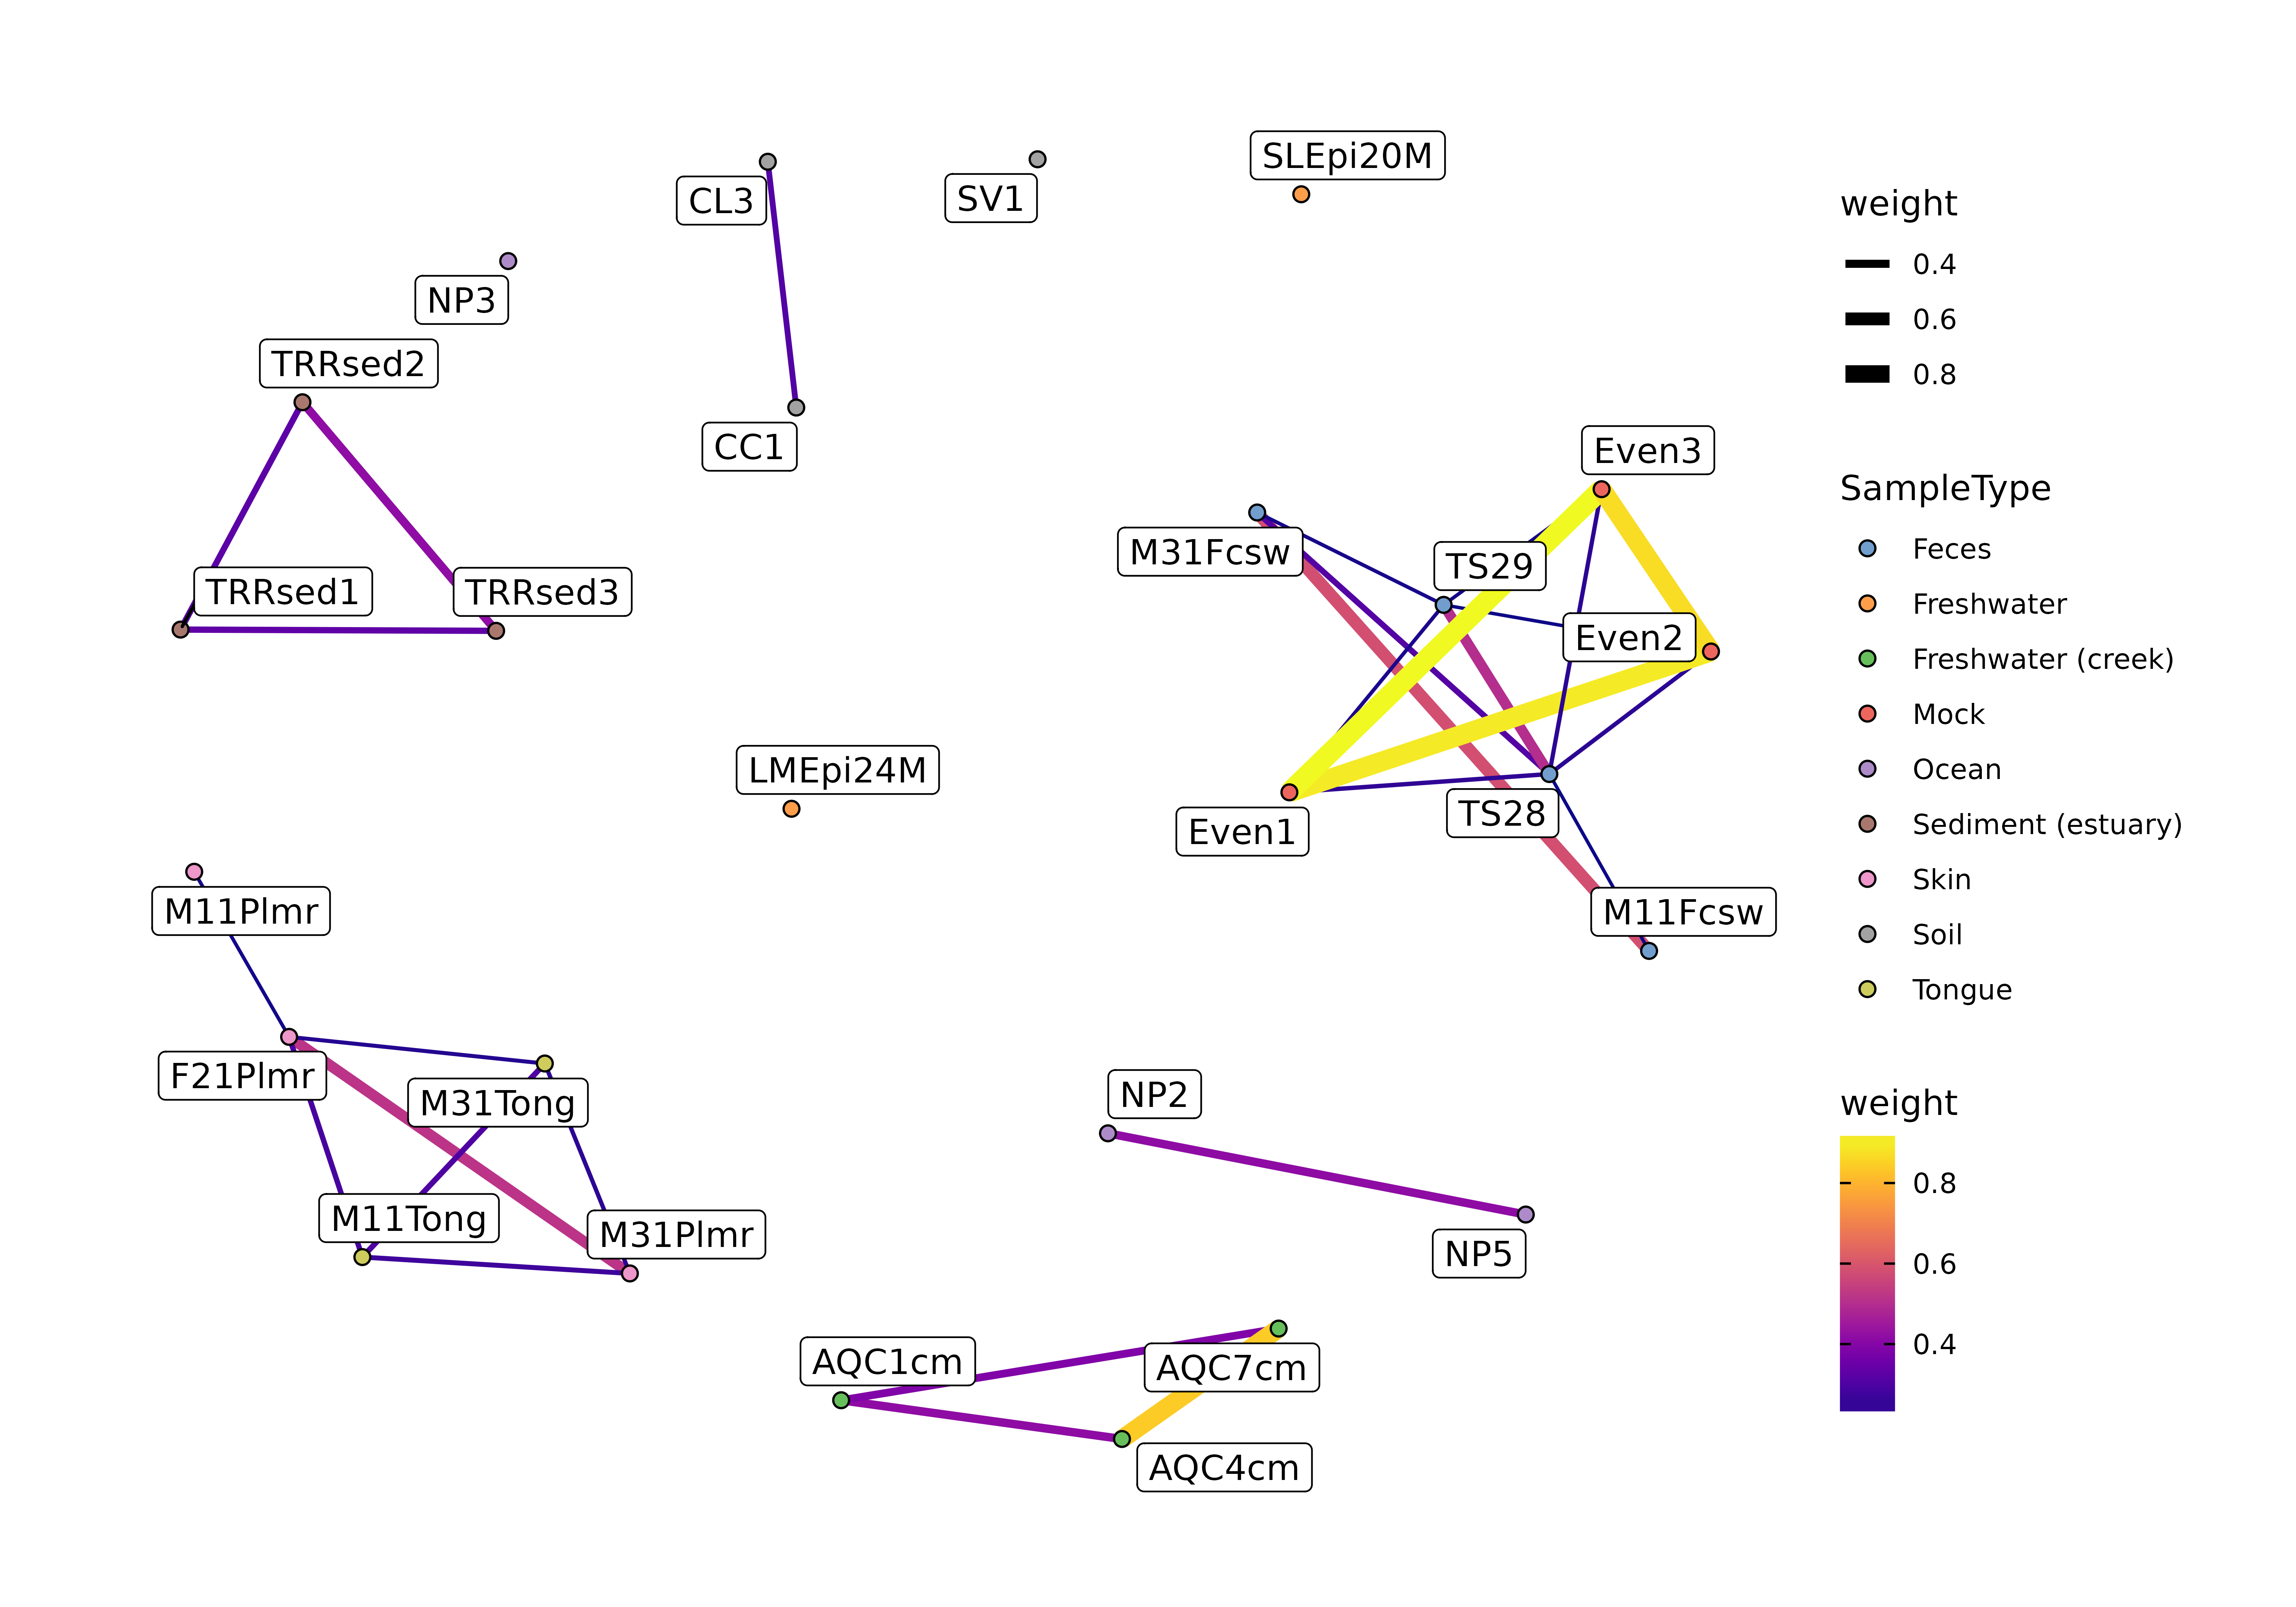 SLEpi20M
CL3
SV1
NP3
TRRsed2
CC1
Even3
M31Fcsw
TS29
TRRsed1
TRRsed3
Even2
LMEpi24M
TS28
Even1
M11Plmr
M11Fcsw
F21Plmr
M31Tong
NP2
M11Tong
M31Plmr
NP5
AQC1cm
AQC7cm
AQC4cm
weight
0.4
0.6
0.8
SampleType
Feces
Freshwater
Freshwater (creek)
Mock
Ocean
Sediment (estuary)
Skin
Soil
Tongue
weight
0.8
0.6
0.4